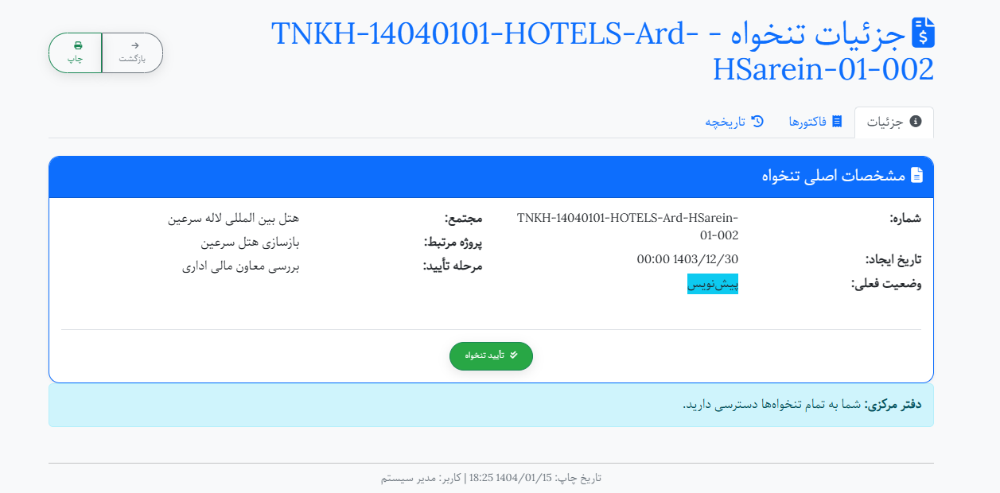 جزئیات تنخواه - TNKH-14040101-HOTELS-Ard-
HSarein-01-002
بازگشت
چاپ
جزئیات
فاکتورها
تاریخچه
مشخصات اصلی تنخواه
شماره:
TNKH-14040101-HOTELS-Ard-HSarein-
01-002
تاریخ ایجاد:
1403/12/30 00:00
وضعیت فعلی:
پیش‌نویس
مجتمع:
هتل بین المللی لاله سرعین
پروژه مرتبط:
بازسازی هتل سرعین
مرحله تأیید:
بررسی معاون مالی اداری
تأیید تنخواه
دفتر مرکزی: شما به تمام تنخواه‌ها دسترسی دارید.
تاریخ چاپ: 1404/01/15 18:25 | کاربر: مدیر سیستم